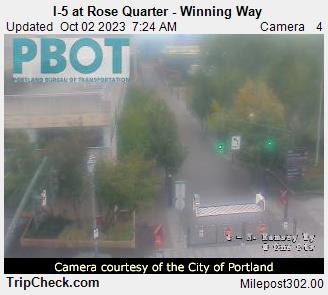 I-5 at Rose Quarter - Winning Way
Updated Oct 02 2023 7:24 AM Camera 4
PBOT
PORTLAND BUREAU OF TRANSPORTATION
Camera courtesy of the City of Portland
TripCheck.com Milepost302.00